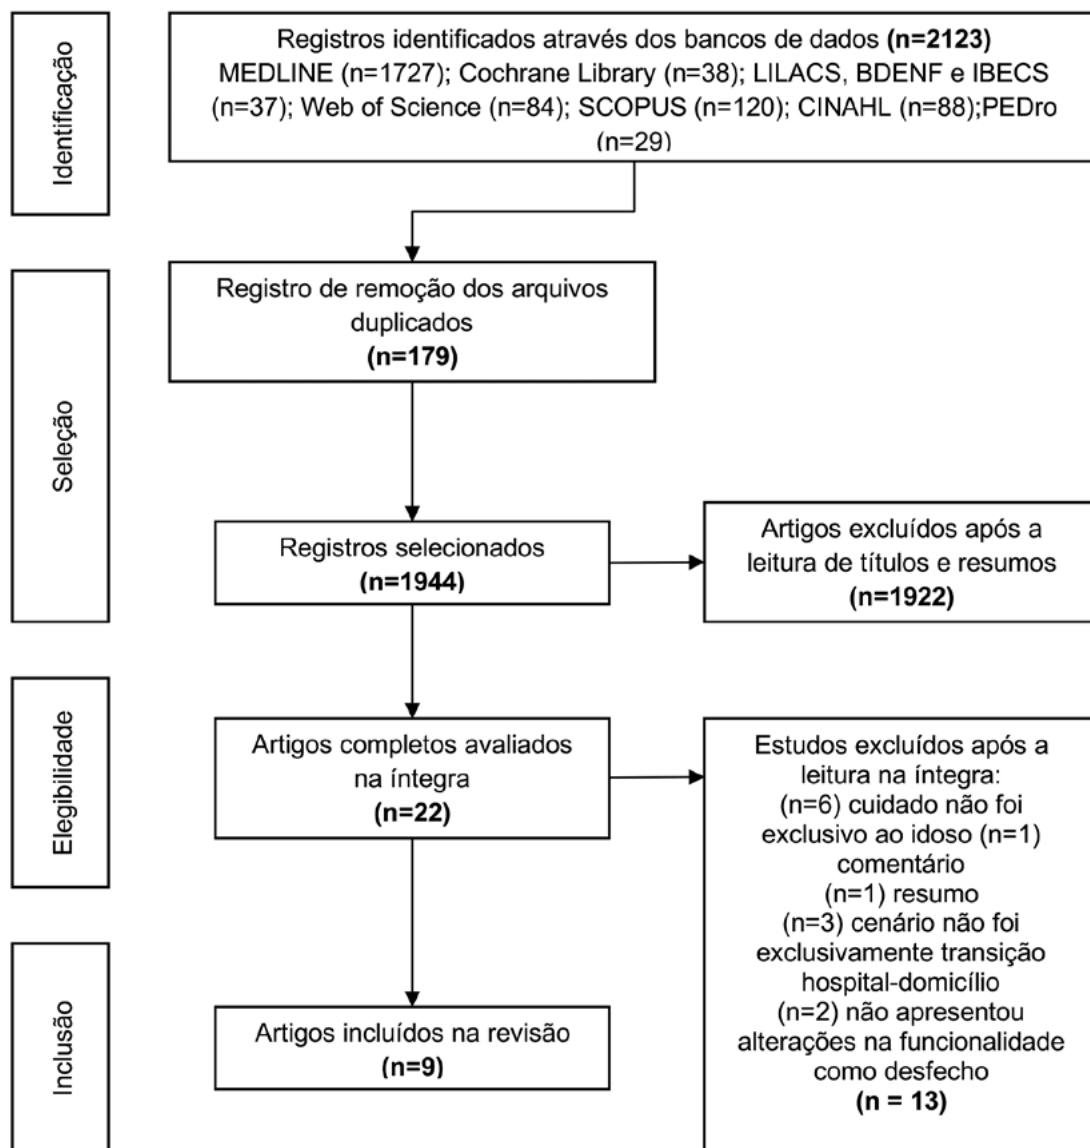 Identificação
Registros identificados através dos bancos de dados (n=2123)
MEDLINE (n=1727); Cochrane Library (n=38); LILACS, BDENF e IBECS
(n=37); Web of Science (n=84); SCOPUS (n=120); CINAHL (n=88);PEDro
(n=29)
Seleção
Registro de remoção dos arquivos
duplicados
(n=179)
Registros selecionados
(n=1944)
Artigos excluídos após a
leitura de títulos e resumos
(n=1922)
Elegibilidade
Artigos completos avaliados
na íntegra
(n=22)
Estudos excluídos após a
leitura na íntegra:
(n=6) cuidado não foi
exclusivo ao idoso (n=1)
comentário
(n=1) resumo
(n=3) cenário não foi
exclusivamente transição
hospital-domicílio
(n=2) não apresentou
alterações na funcionalidade
como desfecho
(n = 13)
Inclusão
Artigos incluídos na revisão
(n=9)